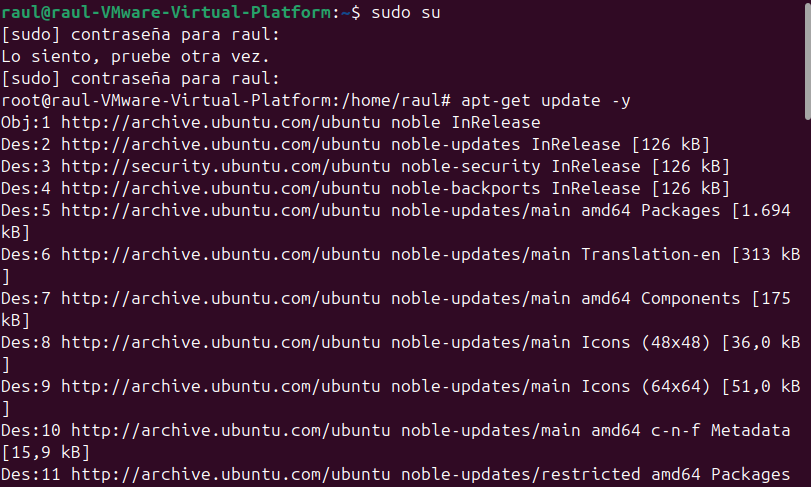 raul@raul-VMware-Virtual-Platform:~$ sudo su
[sudo] contraseña para raul:
Lo siento, pruebe otra vez.
[sudo] contraseña para raul:
root@raul-VMware-Virtual-Platform:/home/raul# apt-get update -y
Obj:1 http://archive.ubuntu.com/ubuntu noble InRelease
Des:2 http://archive.ubuntu.com/ubuntu noble-updates InRelease [126 kB]
Des:3 http://security.ubuntu.com/ubuntu noble-security InRelease [126 kB]
Des:4 http://archive.ubuntu.com/ubuntu noble-backports InRelease [126 kB]
Des:5 http://archive.ubuntu.com/ubuntu noble-updates/main amd64 Packages [1.694
kB]
Des:6 http://archive.ubuntu.com/ubuntu noble-updates/main Translation-en [313 kB
]
Des:7 http://archive.ubuntu.com/ubuntu noble-updates/main amd64 Components [175
kB]
Des:8 http://archive.ubuntu.com/ubuntu noble-updates/main Icons (48x48) [36,0 kB
]
Des:9 http://archive.ubuntu.com/ubuntu noble-updates/main Icons (64x64) [51,0 kB
]
Des:10 http://archive.ubuntu.com/ubuntu noble-updates/main amd64 c-n-f Metadata
[15,9 kB]
Des:11 http://archive.ubuntu.com/ubuntu noble-updates/restricted amd64 Packages